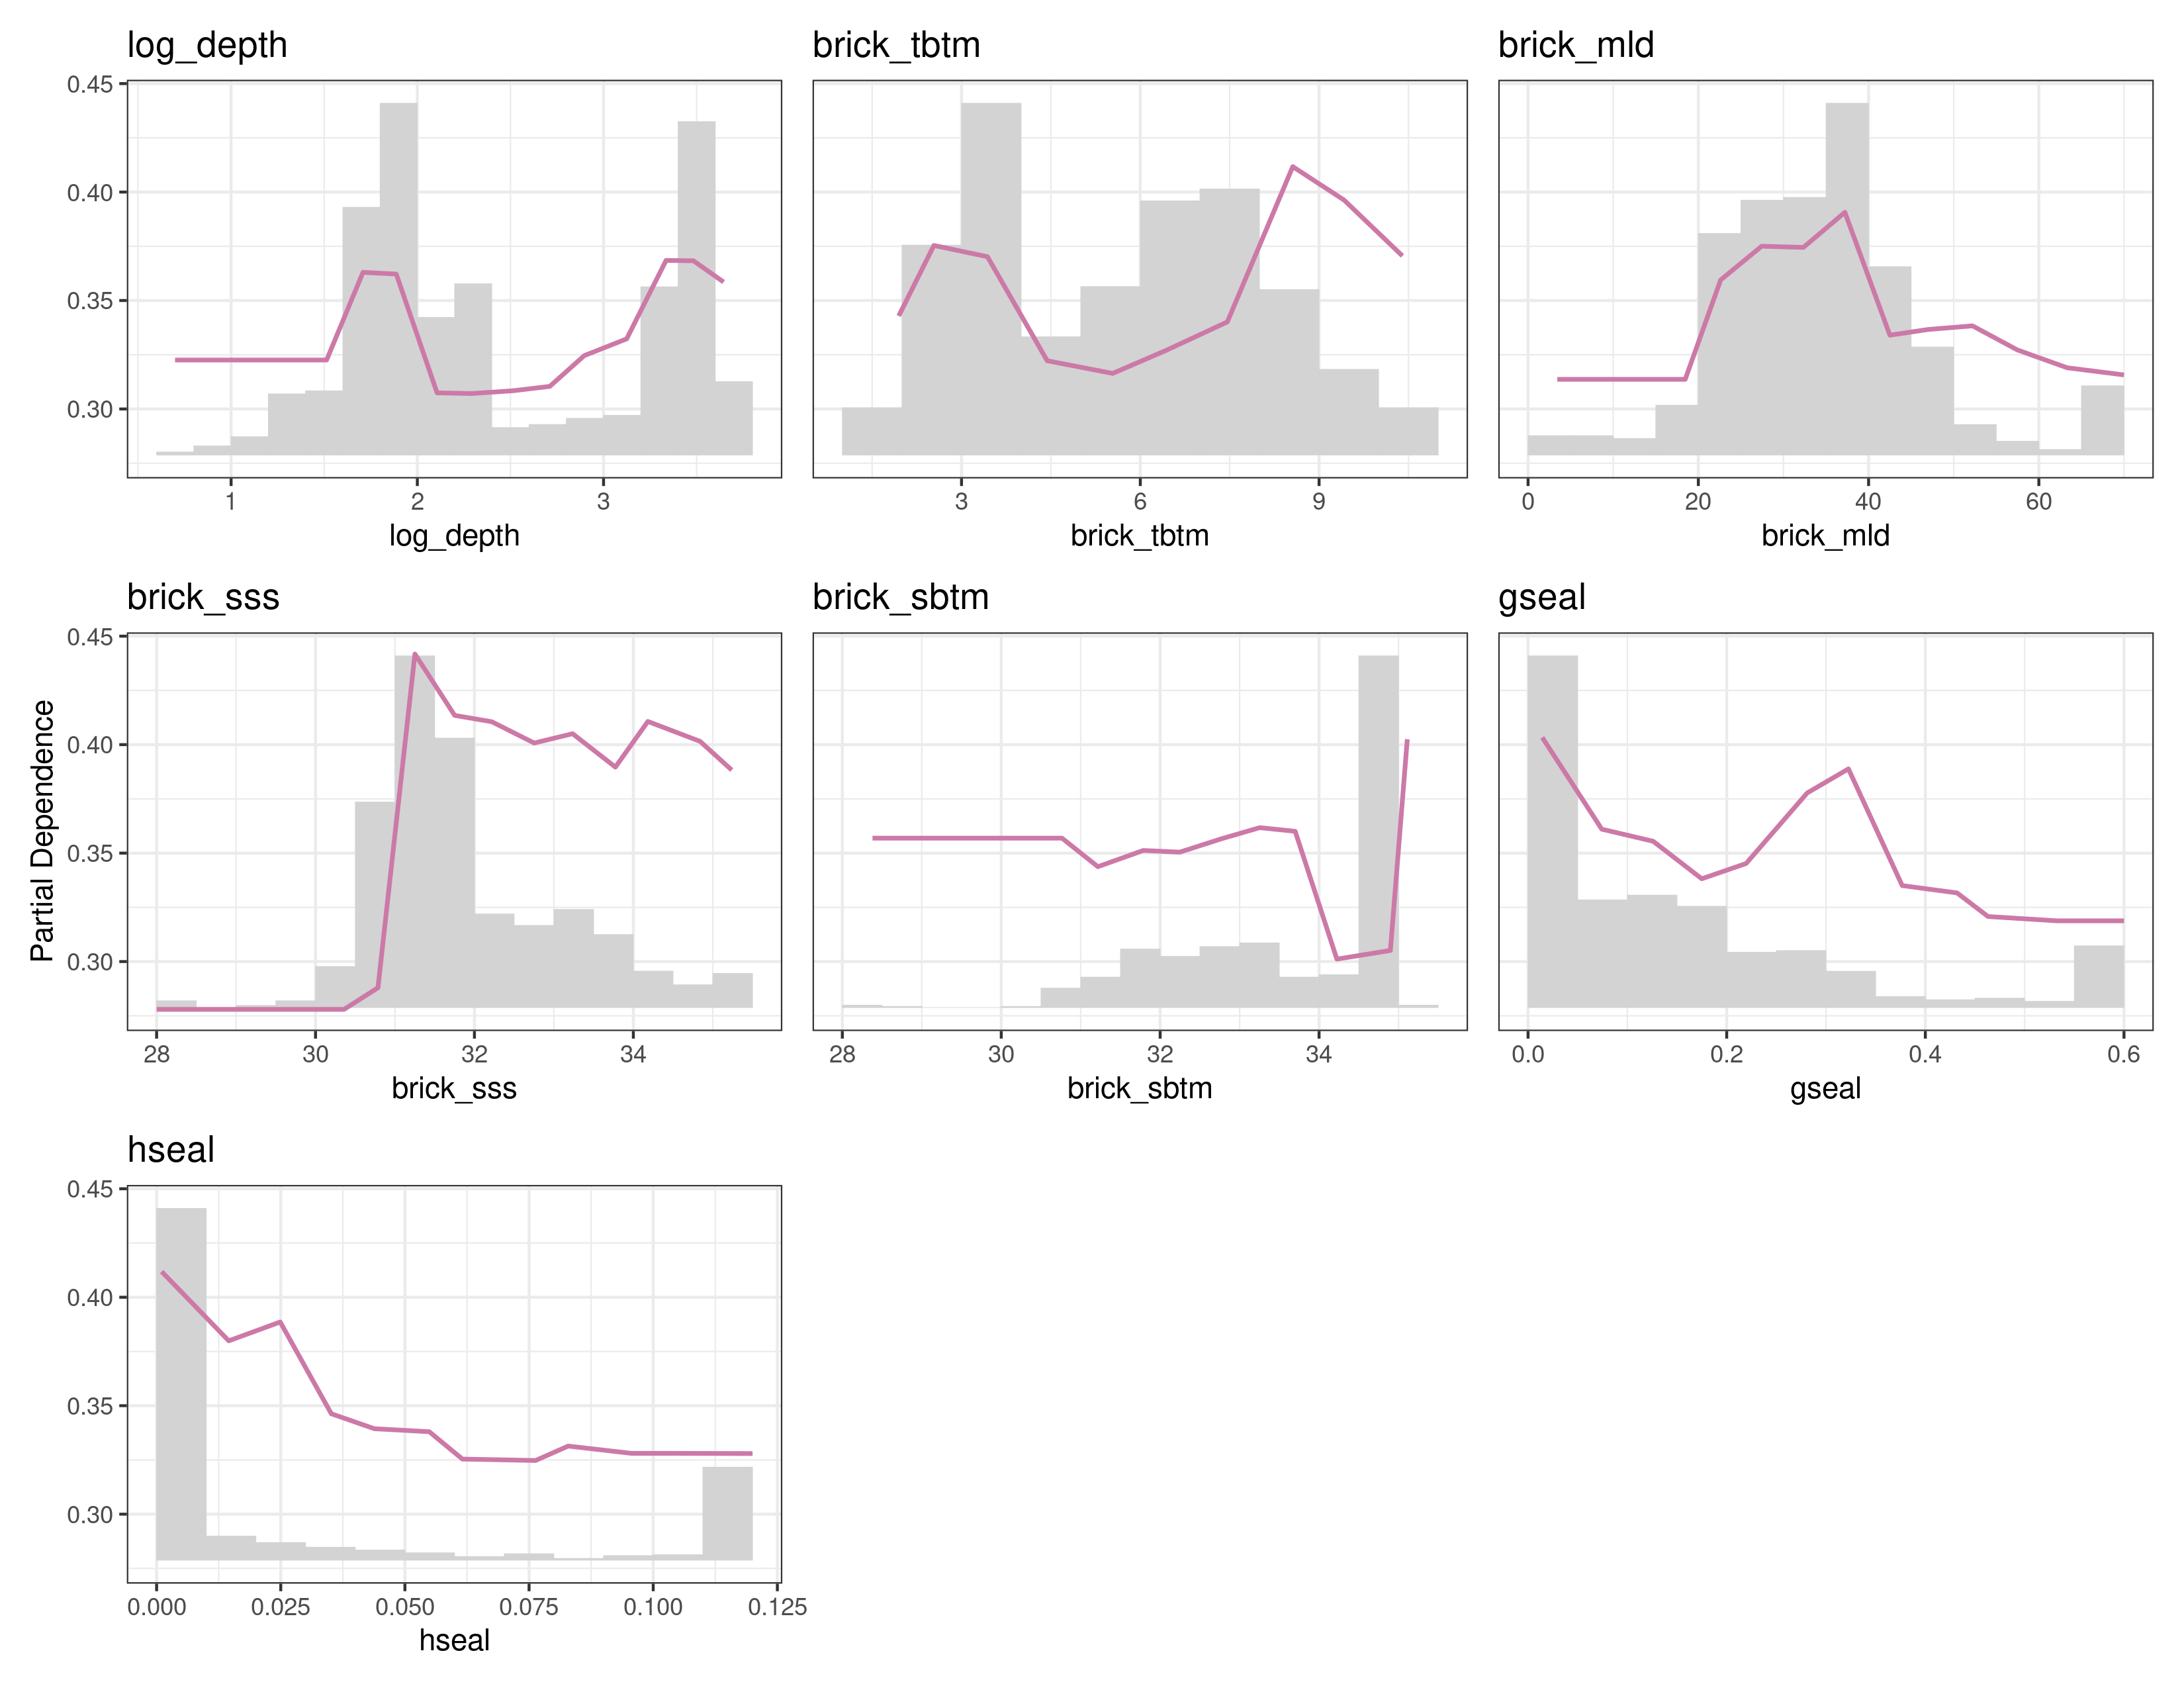 log_depth brick_tbtm brick_mld
0.45
0.40
0.35
0.30
1 2 3 3 6 9 0 20 40 60
log_depth brick_tbtm brick_mld
brick_sss brick_sbtm gseal
Partial Dependence
0.45
0.40
0.35
0.30
28 30 32 34 28 30 32 34 0.0 0.2 0.4 0.6
brick_sss brick_sbtm gseal
hseal
0.45
0.40
0.35
0.30
0.000 0.025 0.050 0.075 0.100 0.125
hseal